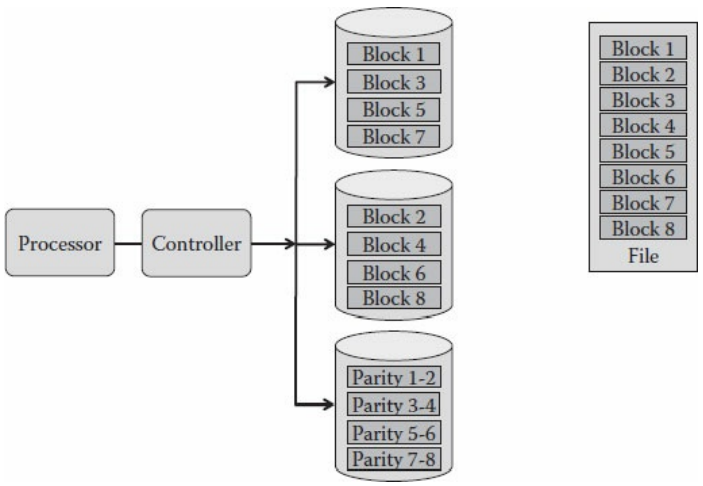 Block 1
Block 3
Block 5
Block 7
Processor
Controller
Block 2
Block 4
Block 6
Block 8
Parity 1-2
Parity 3-4
Parity 5-6
Parity 7-8
Block 1
Block 2
Block 3
Block 4
Block 5
Block 6
Block 7
Block 8
File